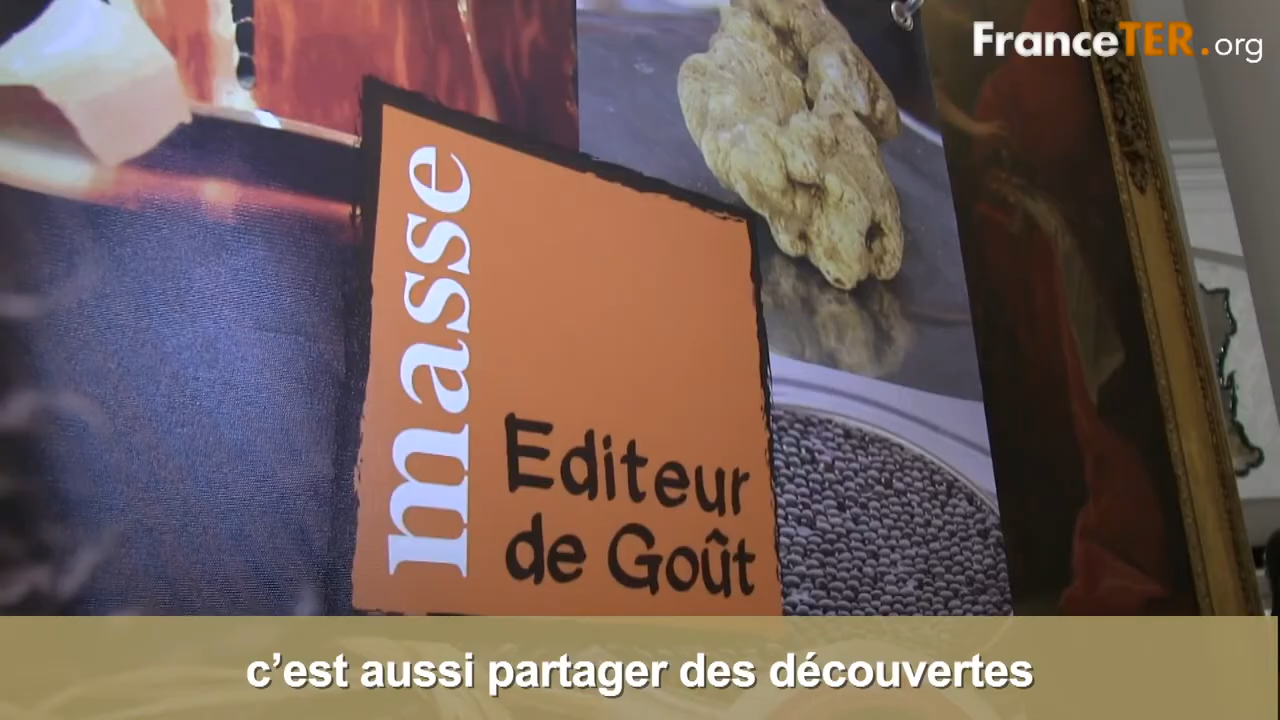 FranceTER.org
masse
Editeur
de Goût
c’est aussi partager des découvertes